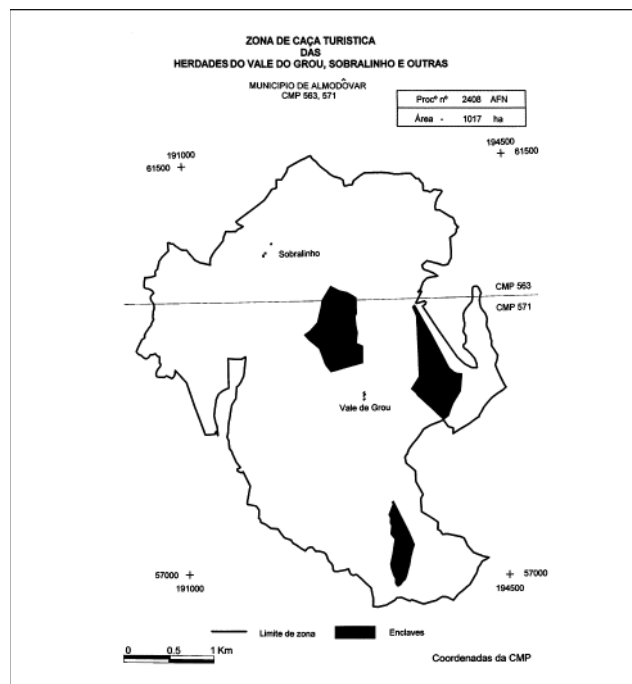 ZONA DE CAÇA TURISTICA
DAS
HERDADES DO VALE DO GROU, SOBRALINHO E OUTRAS
MUNICIPIO DE ALMODÔVAR
CMP 563, 571
Procº nº 2408 AFN
Área - 1017 ha
191000
61500
194500
61500
Sobralinho
CMP 563
CMP 571
Vale de Grou
57000
191000
57000
194500
Limite de zona
Enclaves
0 0.5 1 Km
Coordenadas da CMP